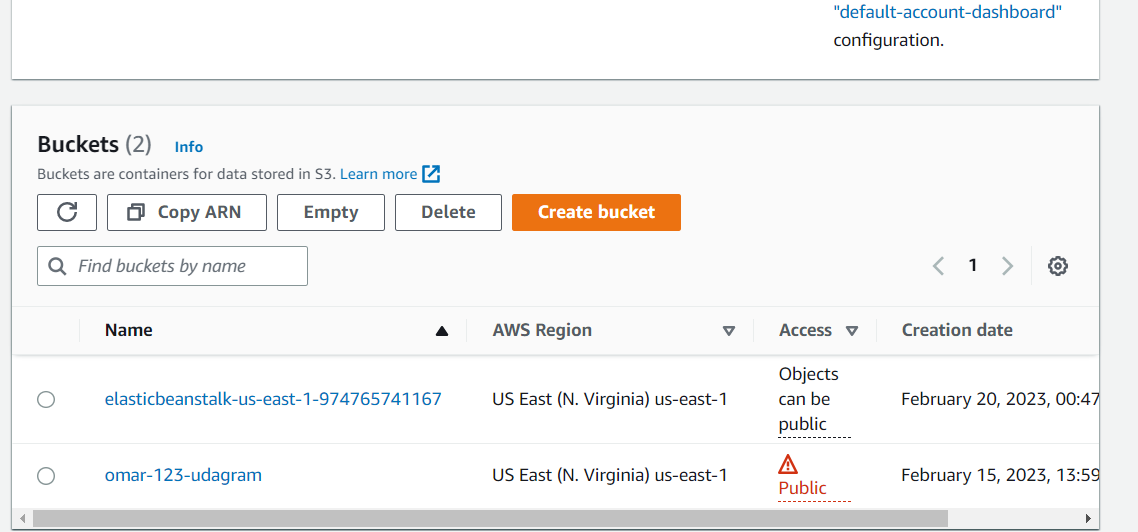 "default-account-dashboard"
configuration.
Buckets (2) Info
Buckets are containers for data stored in S3. Learn more
Copy ARN Empty Delete Create bucket
Find buckets by name 1
Name AWS Region Access Creation date
elasticbeanstalk-us-east-1-974765741167 US East (N. Virginia) us-east-1 Objects can be public February 20, 2023, 00:47
omar-123-udagram US East (N. Virginia) us-east-1 Public February 15, 2023, 13:59